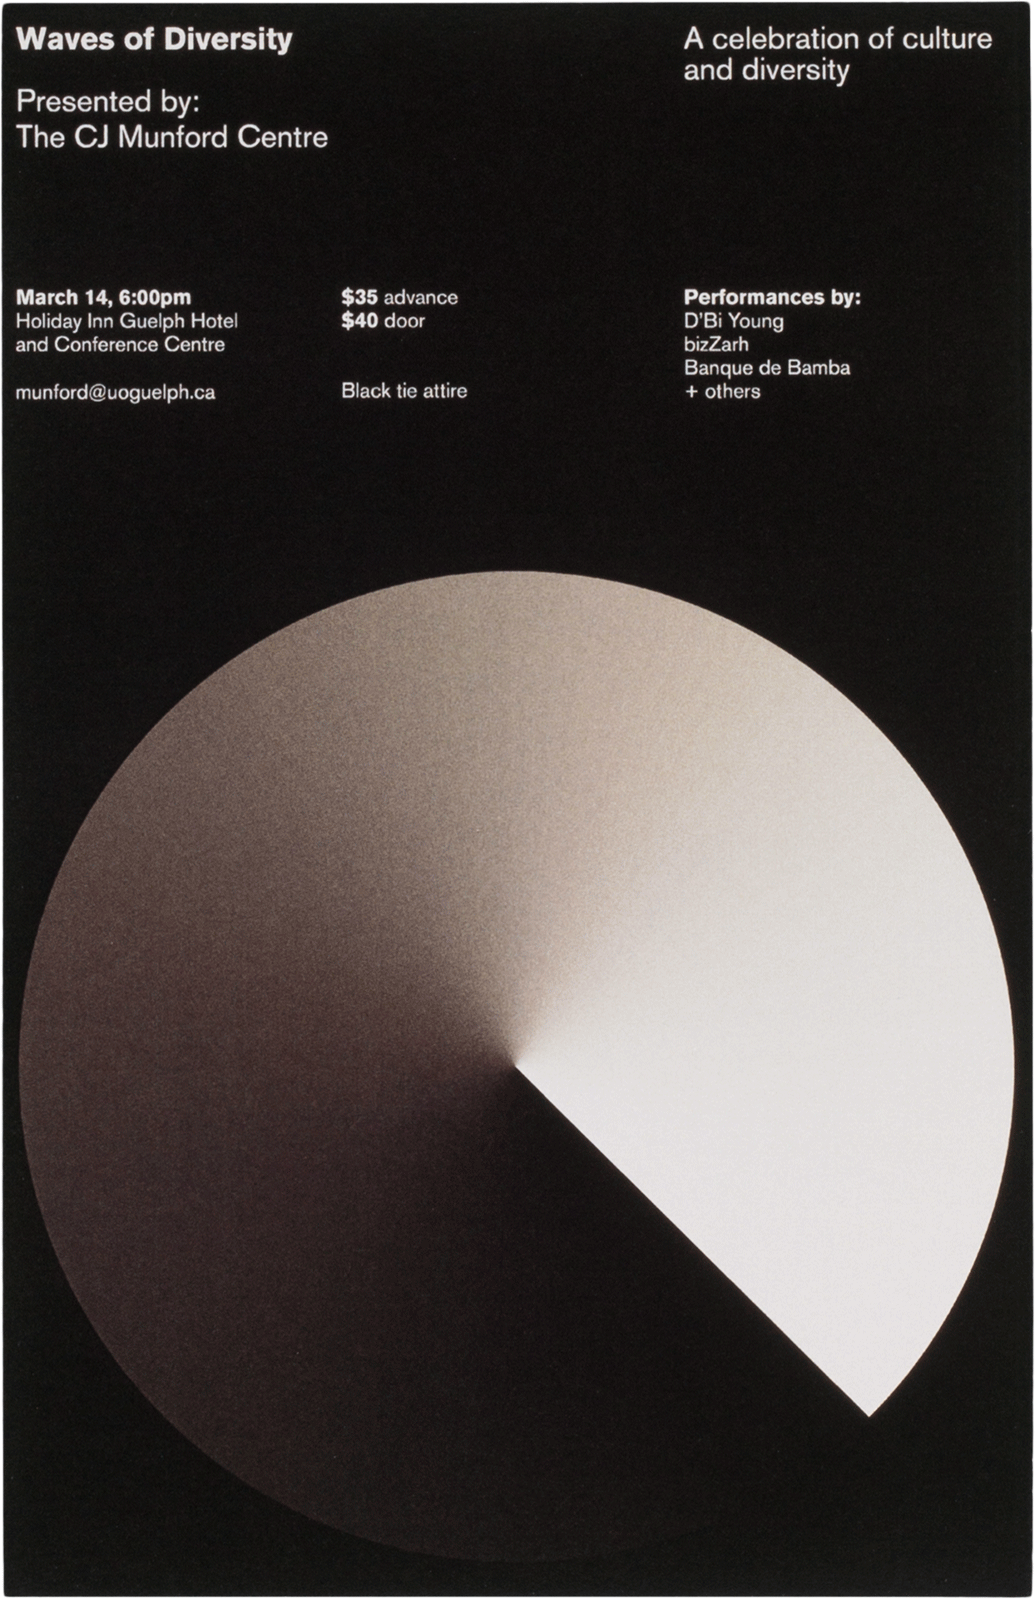 Waves of Diversity
Presented by:
The CJ Munford Centre
A celebration of culture
and diversity
March 14, 6:00pm
Holiday Inn Guelph Hotel
and Conference Centre
munford@uoguelph.ca
$35 advance
$40 door
Black tie attire
Performances by:
D'Bi Young
bizZarh
Banque de Bamba
+ others